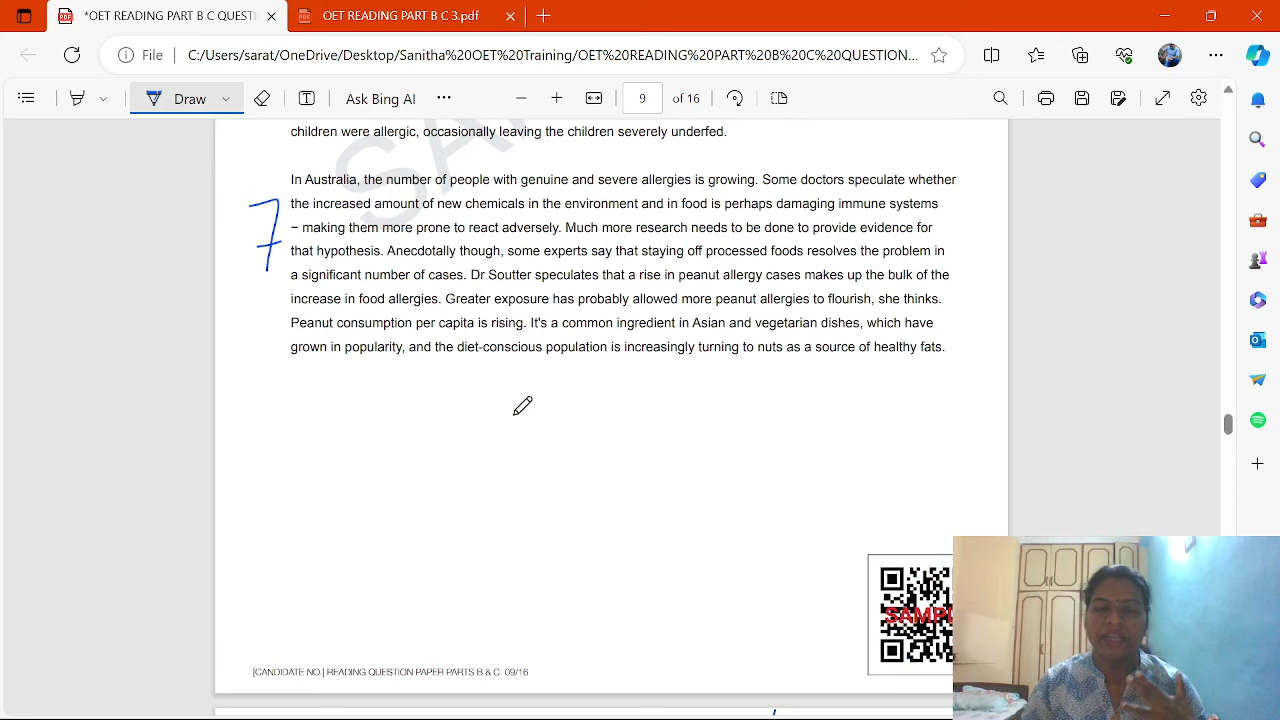 *OET READING PART B C QUESTI
OET READING PART B C 3.pdf
File
C:/Users/sarat/OneDrive/Desktop/Sanitha%20OET%20Training/OET%20READING%20PART%20B%20C%20QUESTION...
Draw
Ask Bing AI
9 of 16
children were allergic, occasionally leaving the children severely underfed.
SAM
In Australia, the number of people with genuine and severe allergies is growing. Some doctors speculate whether
the increased amount of new chemicals in the environment and in food is perhaps damaging immune systems
– making them more prone to react adversely. Much more research needs to be done to provide evidence for
that hypothesis. Anecdotally though, some experts say that staying off processed foods resolves the problem in
a significant number of cases. Dr Soutter speculates that a rise in peanut allergy cases makes up the bulk of the
increase in food allergies. Greater exposure has probably allowed more peanut allergies to flourish, she thinks.
Peanut consumption per capita is rising. It's a common ingredient in Asian and vegetarian dishes, which have
grown in popularity, and the diet-conscious population is increasingly turning to nuts as a source of healthy fats.
7
SAMPL
[CANDIDATE NO.] READING QUESTION PAPER PARTS B & C 09/16